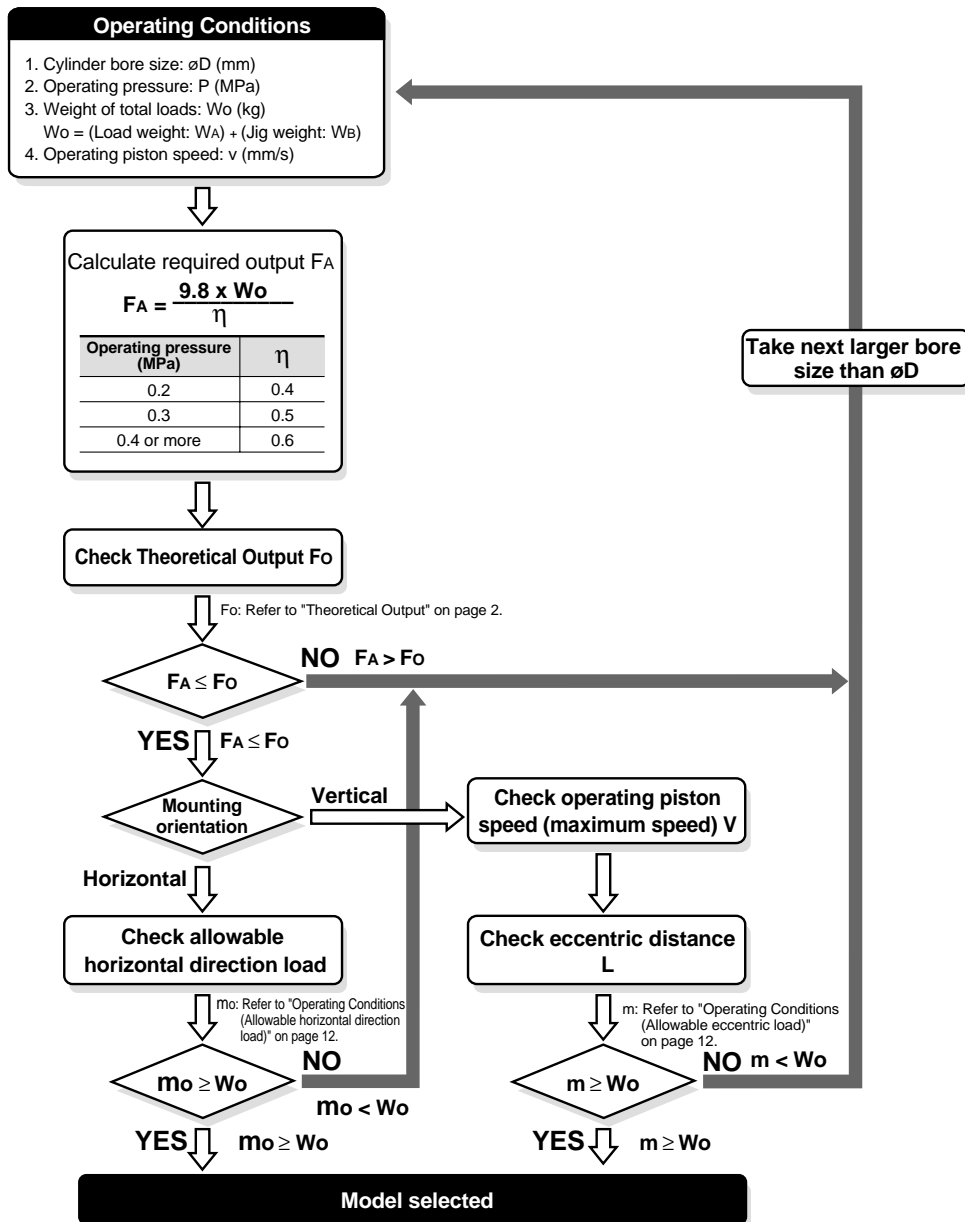 Operating Conditions
1. Cylinder bore size: øD (mm)
2. Operating pressure: P (MPa)
3. Weight of total loads: Wo (kg)
Wo = (Load weight: WA) + (Jig weight: WB)
4. Operating piston speed: v (mm/s)
Calculate required output FA
FA = 9.8 x Wo / η
Operating pressure (MPa) η
0.2 0.4
0.3 0.5
0.4 or more 0.6
Check Theoretical Output FO
Fo: Refer to "Theoretical Output" on page 2.
FA ≤ FO
NO FA > FO
Take next larger bore
size than øD
YES FA ≤ FO
Mounting
orientation
Vertical
Check operating piston
speed (maximum speed) V
Horizontal
Check allowable
horizontal direction load
Check eccentric distance
L
mo: Refer to "Operating Conditions
(Allowable horizontal direction
load)" on page 12.
m: Refer to "Operating Conditions
(Allowable eccentric load)"
on page 12.
mo ≥ Wo
NO
mo < Wo
m ≥ Wo
NO m < Wo
YES mo ≥ Wo
YES m ≥ Wo
Model selected